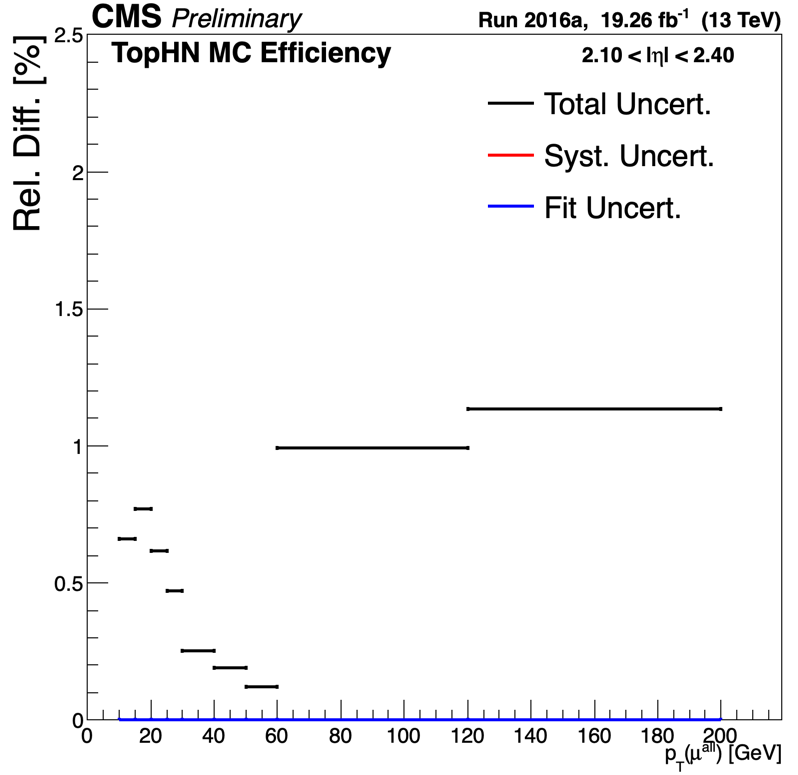 CMS Preliminary Run 2016a, 19.26 fb⁻¹ (13 TeV)
TopHN MC Efficiency 2.10 < |η| < 2.40
Total Uncert.
Syst. Uncert.
Fit Uncert.
Rel. Diff. [%]
2.5
2
1.5
1
0.5
0
0 20 40 60 80 100 120 140 160 180 200
p_T(μ^all) [GeV]